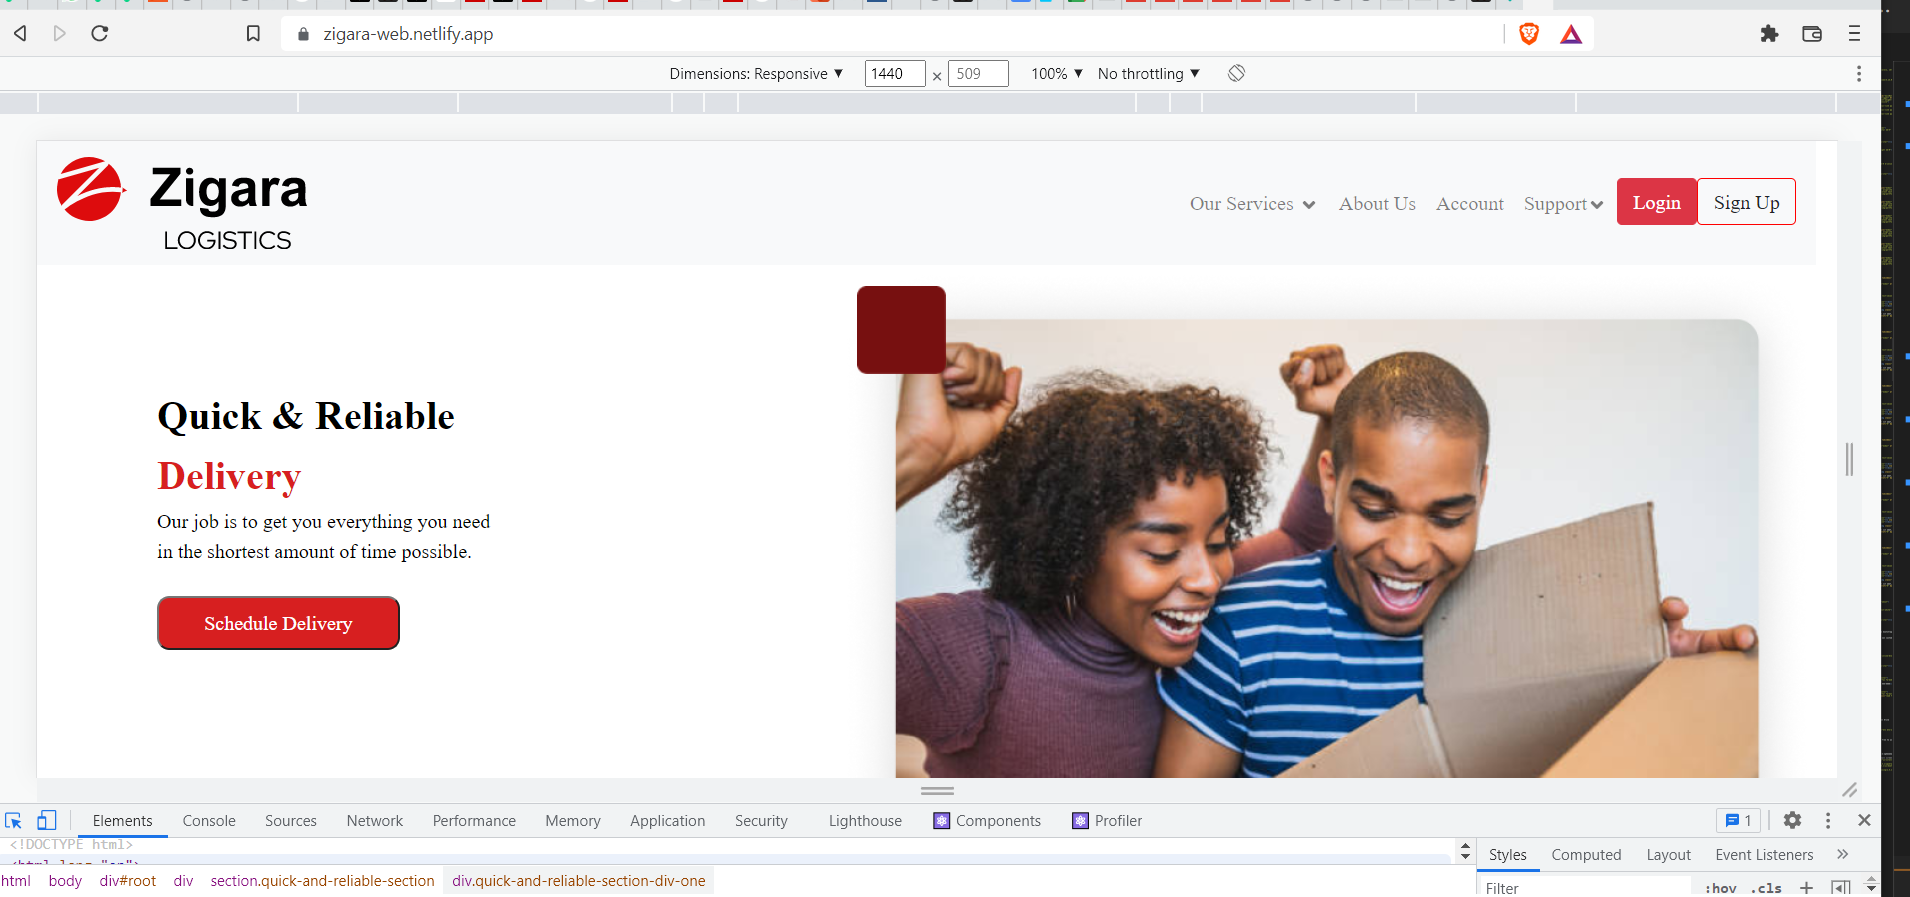 zigara-web.netlify.app
Dimensions: Responsive ▼ 1440 × 509 100% ▼ No throttling ▼
Zigara
LOGISTICS
Our Services About Us Account Support Login Sign Up
Quick & Reliable
Delivery
Our job is to get you everything you need
in the shortest amount of time possible.
Schedule Delivery
Elements Console Sources Network Performance Memory Application Security Lighthouse Components Profiler 1
<!DOCTYPE html>
<html lang="en">
Styles Computed Layout Event Listeners »
html body div#root div section.quick-and-reliable-section div.quick-and-reliable-section-div-one
Filter :hov .cls +